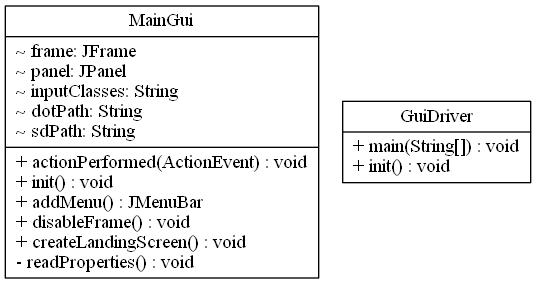 MainGui
~ frame: JFrame
~ panel: JPanel
~ inputClasses: String
~ dotPath: String
~ sdPath: String
+ actionPerformed(ActionEvent) : void
+ init() : void
+ addMenu() : JMenuBar
+ disableFrame() : void
+ createLandingScreen() : void
- readProperties() : void
GuiDriver
+ main(String[]) : void
+ init() : void